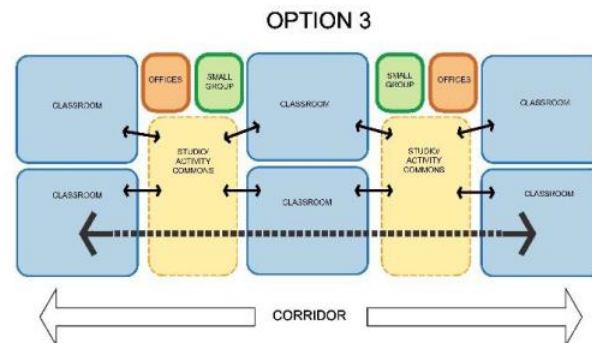 OPTION 3
OFFICES
SMALL
GROUP
SMALL
GROUP
OFFICES
CLASSROOM
CLASSROOM
CLASSROOM
STUDIO/
ACTIVITY
COMMONS
STUDIO/
ACTIVITY
COMMONS
CLASSROOM
CLASSROOM
CLASSROOM
CORRIDOR